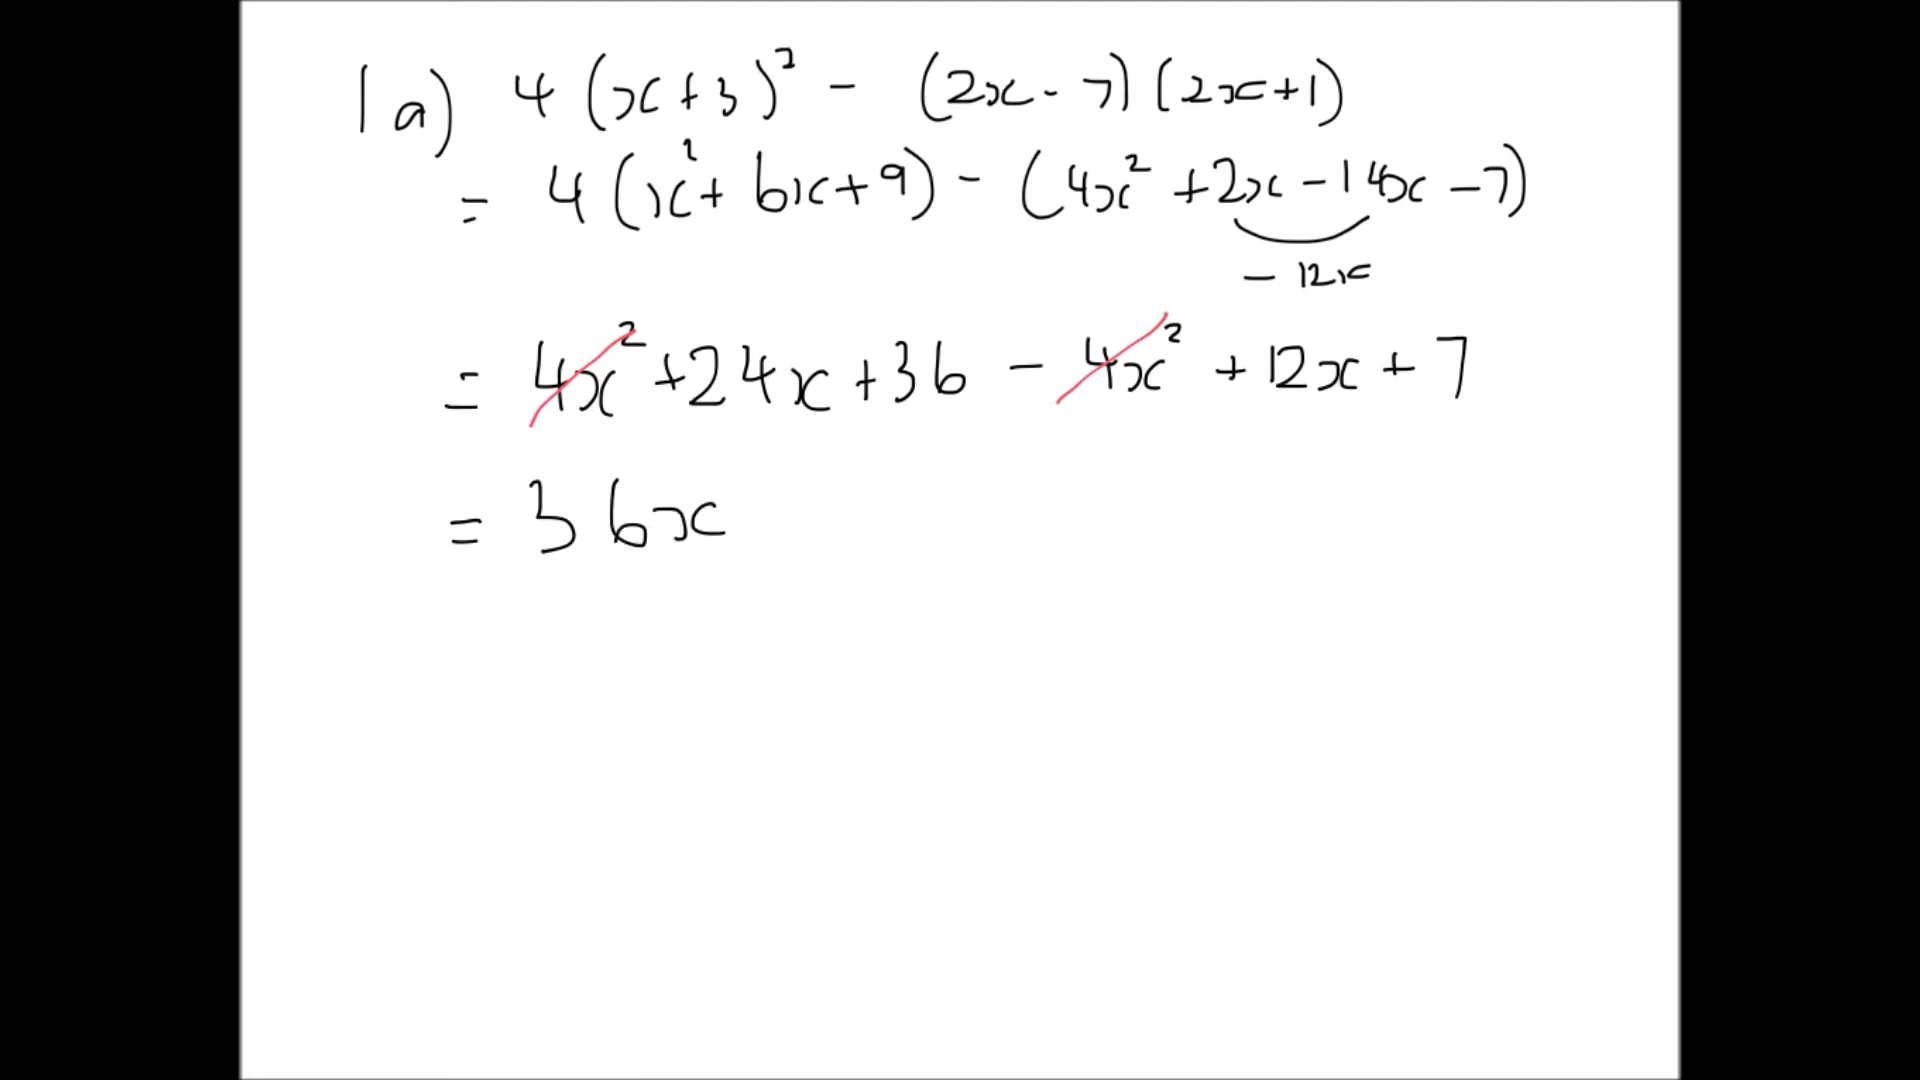 1a) 4(x+3)² - (2x-7)(2x+1)
= 4(x²+6x+9) - (4x²+2x-14x-7)
-12x
= 4x²+24x+36 - 4x²+12x+7
= 36x